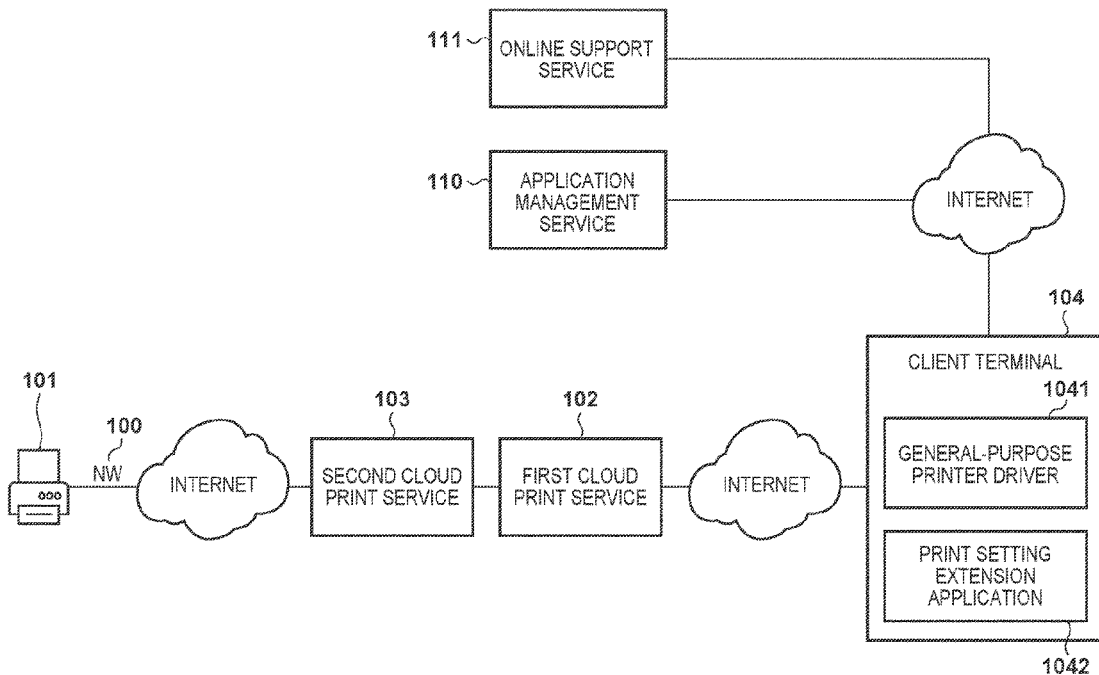 111
ONLINE SUPPORT
SERVICE
110
APPLICATION
MANAGEMENT
SERVICE
INTERNET
104
CLIENT TERMINAL
1041
GENERAL-PURPOSE
PRINTER DRIVER
PRINT SETTING
EXTENSION
APPLICATION
1042
101
100
NW
INTERNET
103
SECOND CLOUD
PRINT SERVICE
102
FIRST CLOUD
PRINT SERVICE
INTERNET